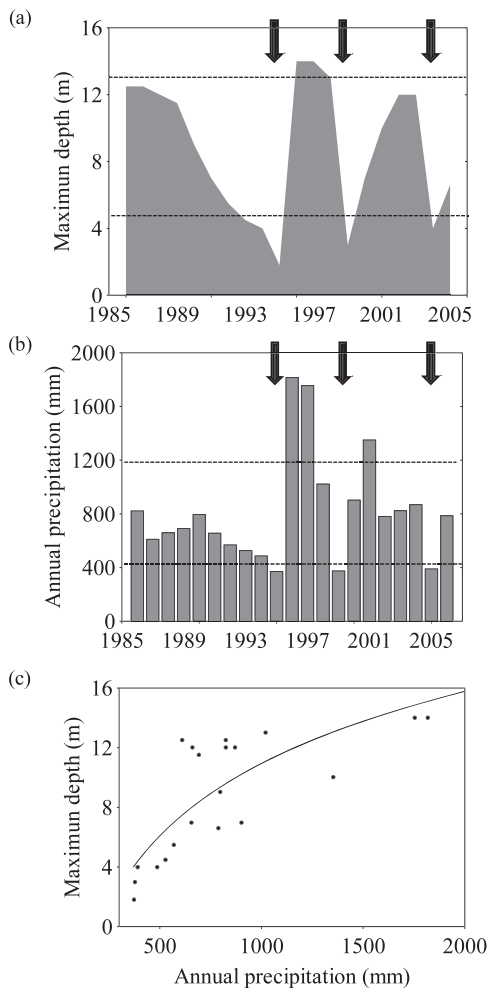 (a)
16
12
8
4
0
Maximun depth (m)
1985 1989 1993 1997 2001 2005
(b)
2000
1600
1200
800
400
0
Annual precipitation (mm)
1985 1989 1993 1997 2001 2005
(c)
16
12
8
4
0
Maximum depth (m)
500 1000 1500 2000
Annual precipitation (mm)